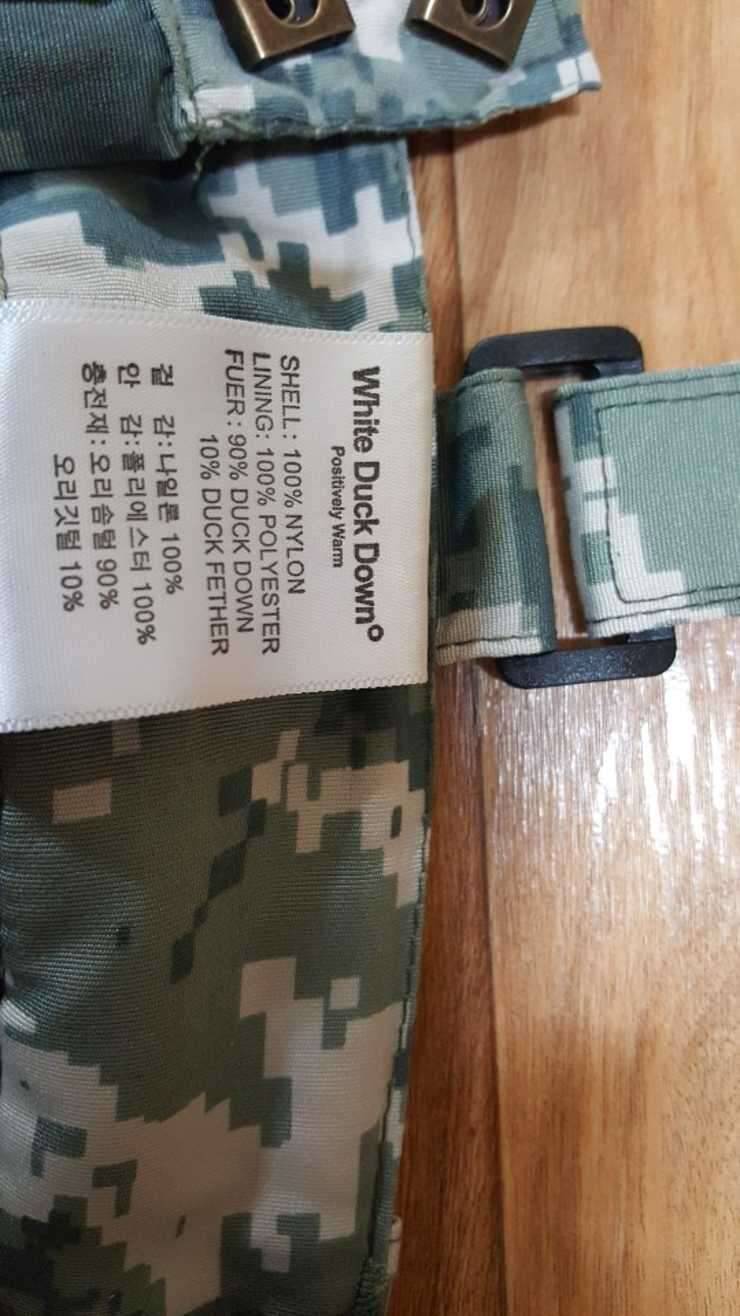 White Duck Down°
Positively Warm
SHELL : 100% NYLON
LINING: 100% POLYESTER
FUER : 90% DUCK DOWN
10% DUCK FETHER
겉 감:나일론 100%
안 감:폴리에스터 100%
충전재:오리솜털 90%
오리깃털 10%